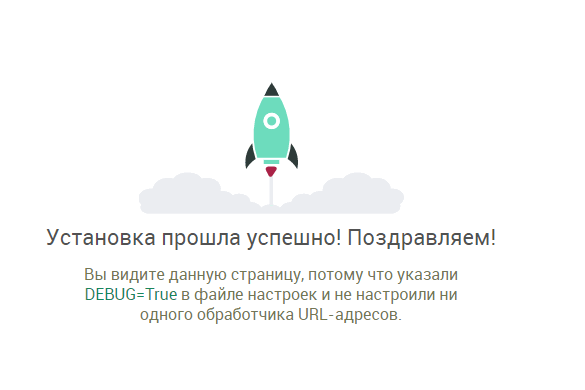 Установка прошла успешно! Поздравляем!
Вы видите данную страницу, потому что указали
DEBUG=True в файле настроек и не настроили ни
одного обработчика URL-адресов.